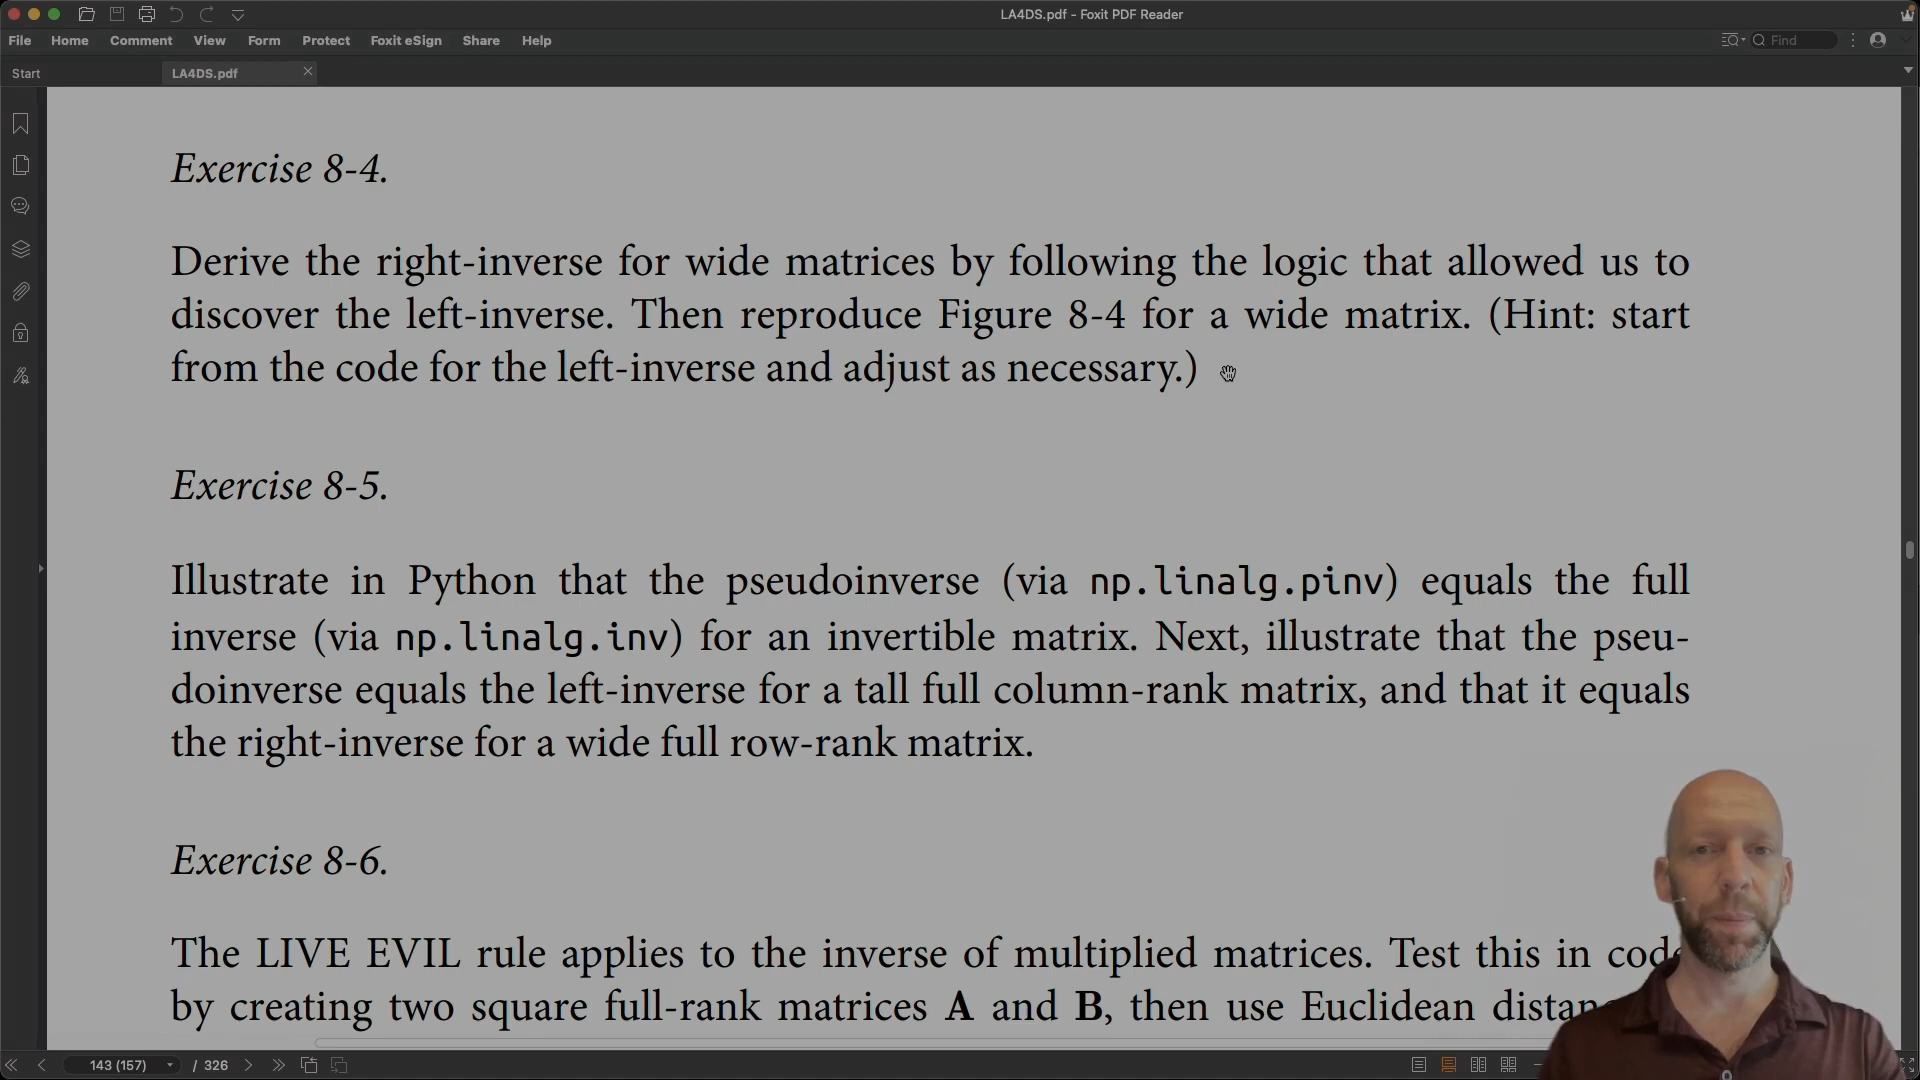 LA4DS.pdf - Foxit PDF Reader
File Home Comment View Form Protect Foxit eSign Share Help
Find
Start LA4DS.pdf
Exercise 8-4.
Derive the right-inverse for wide matrices by following the logic that allowed us to
discover the left-inverse. Then reproduce Figure 8-4 for a wide matrix. (Hint: start
from the code for the left-inverse and adjust as necessary.)
Exercise 8-5.
Illustrate in Python that the pseudoinverse (via np.linalg.pinv) equals the full
inverse (via np.linalg.inv) for an invertible matrix. Next, illustrate that the pseu-
doinverse equals the left-inverse for a tall full column-rank matrix, and that it equals
the right-inverse for a wide full row-rank matrix.
Exercise 8-6.
The LIVE EVIL rule applies to the inverse of multiplied matrices. Test this in code
by creating two square full-rank matrices A and B, then use Euclidean
143 (157) / 326